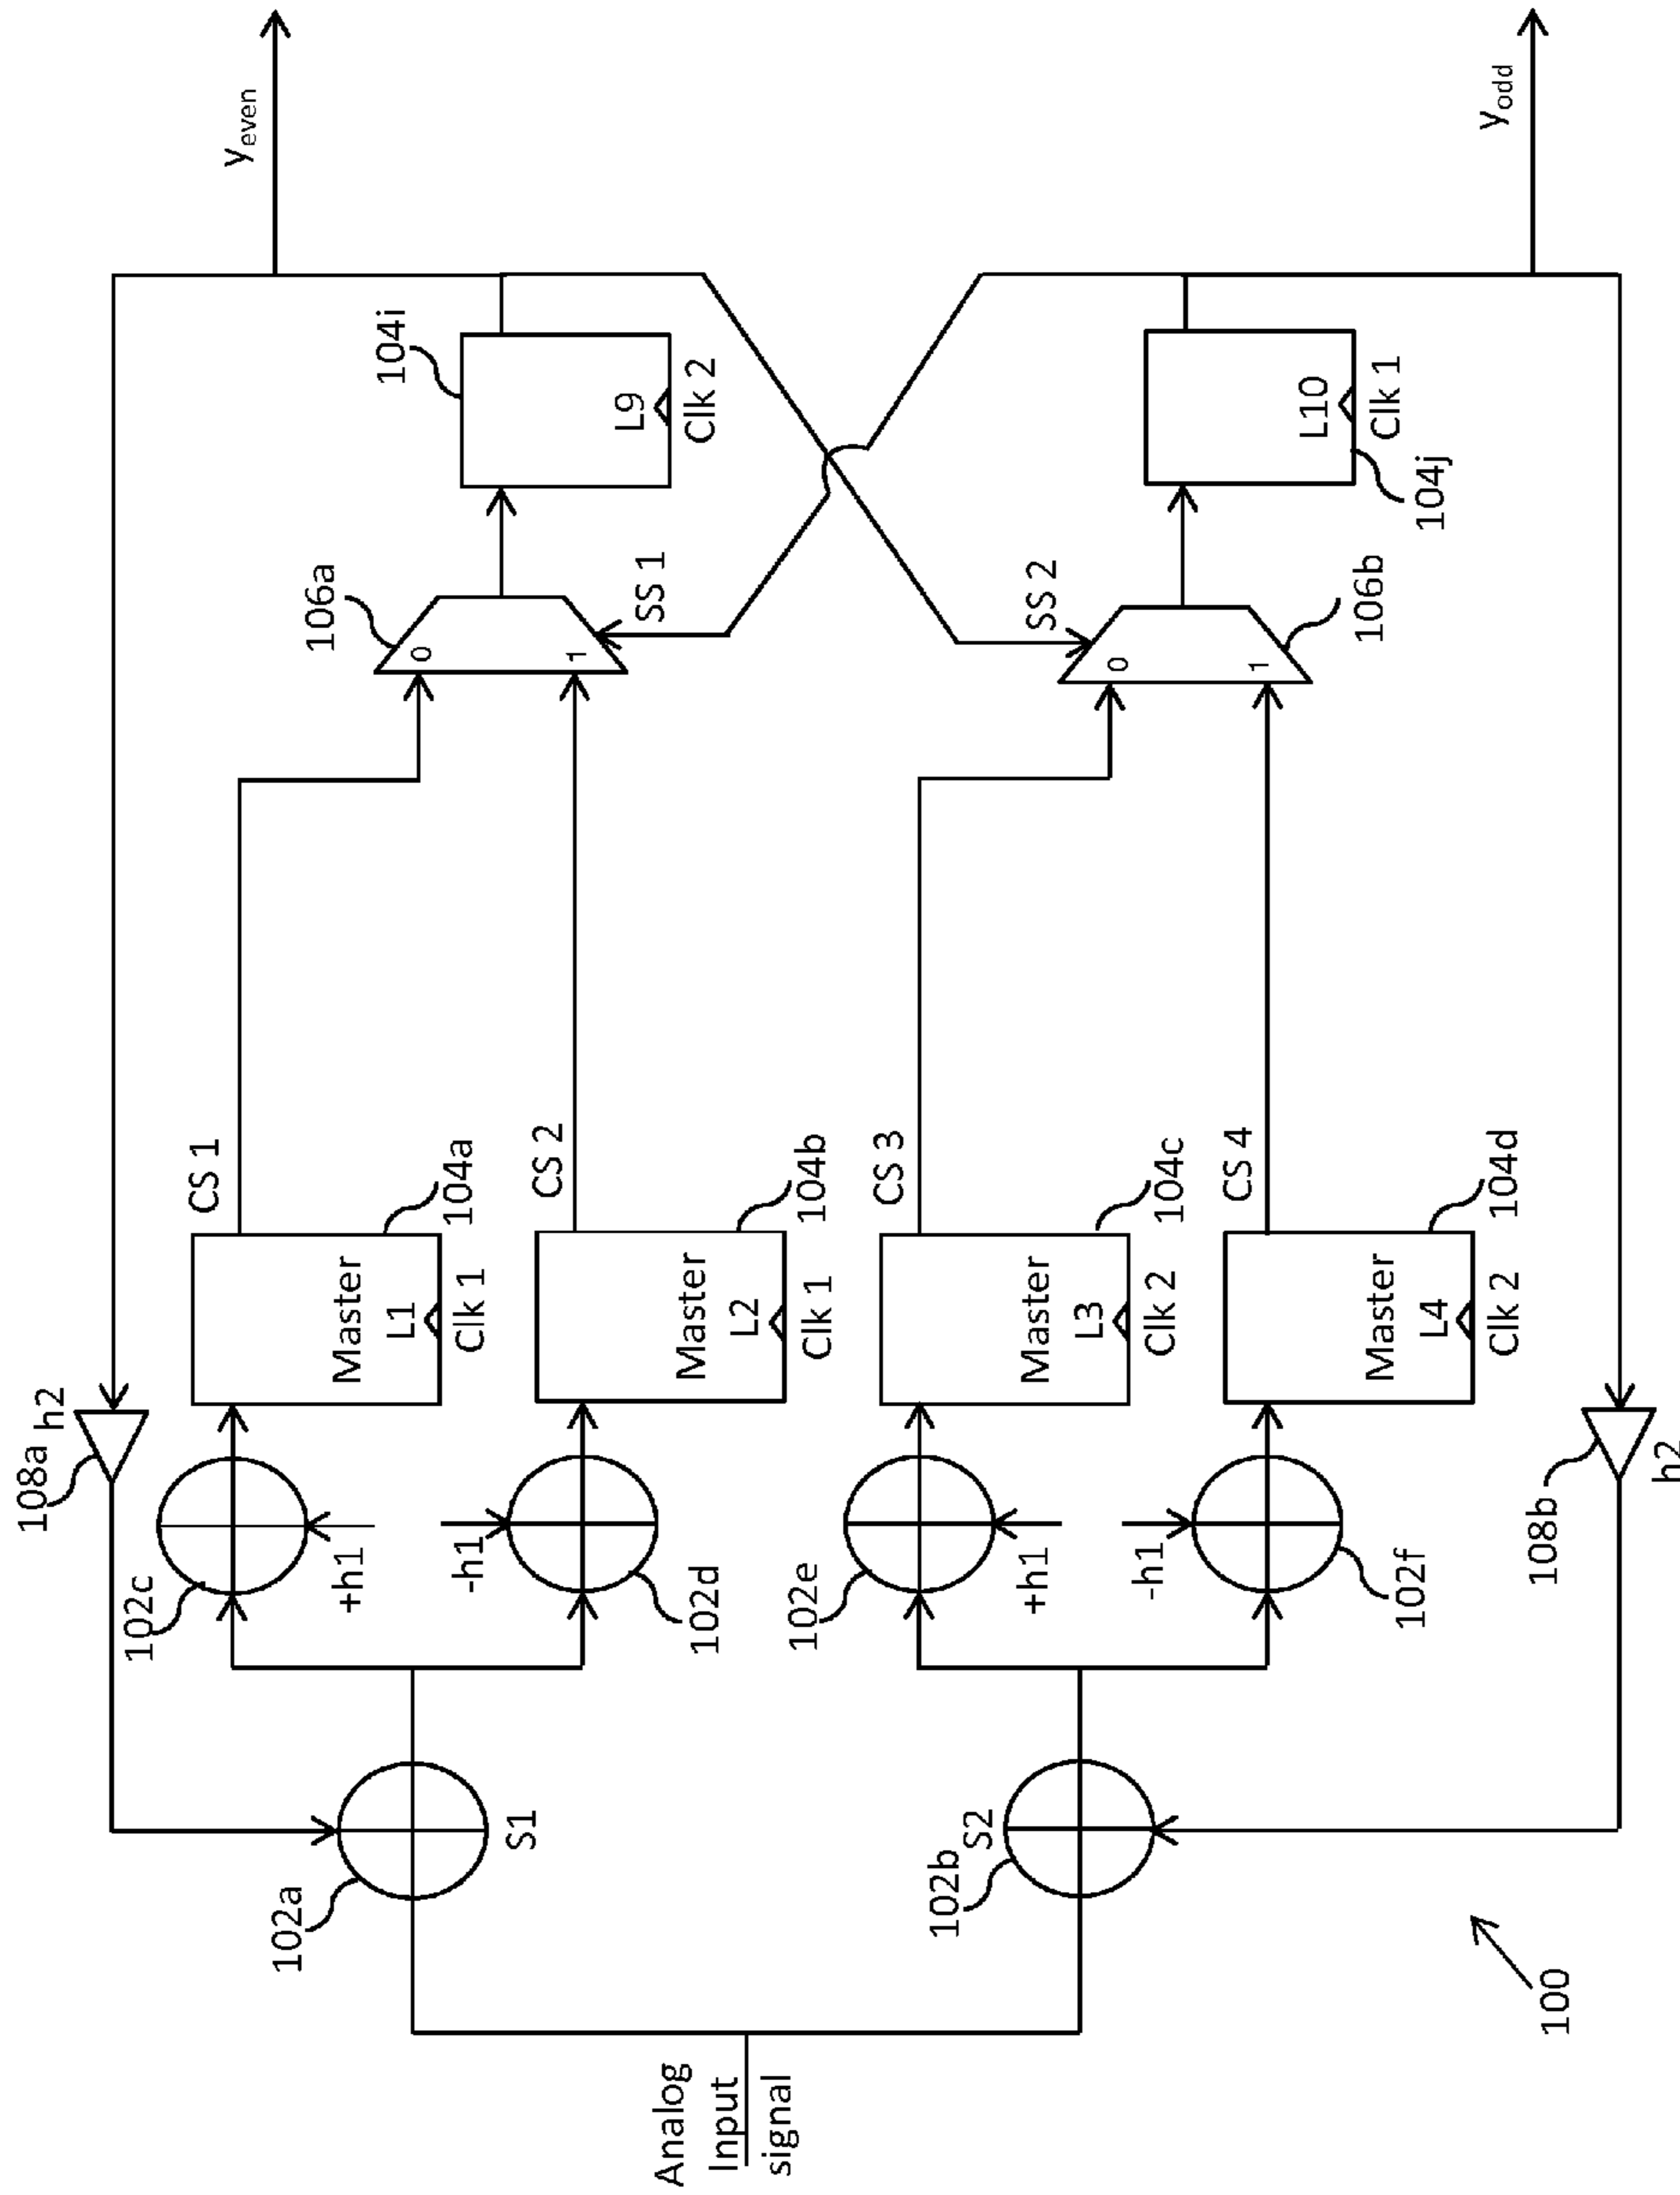 Analog
Input
signal
100
102a
S1
102b
S2
108a
h2
102c
+h1
-h1
102d
102e
+h1
-h1
102f
108b
h2
Master
L1
Clk 1
104a
CS 1
Master
L2
Clk 1
104b
CS 2
Master
L3
Clk 2
104c
CS 3
Master
L4
Clk 2
104d
CS 4
106a
0
1
SS 1
SS 2
0
1
106b
104i
L9
Clk 2
L10
Clk 1
104j
yeven
yodd